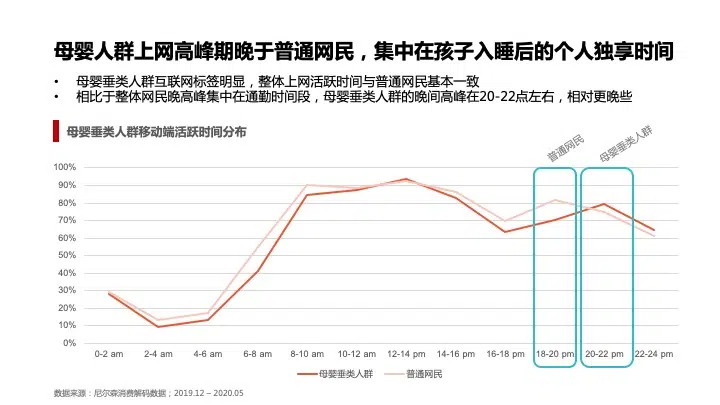 母婴人群上网高峰期晚于普通网民，集中在孩子入睡后的个人独享时间
• 母婴垂类人群互联网标签明显，整体上网活跃时间与普通网民基本一致
• 相比于整体网民晚高峰集中在通勤时间段，母婴垂类人群的晚间高峰在20-22点左右，相对更晚些
母婴垂类人群移动端活跃时间分布
普通网民 母婴垂类人群
100%
90%
80%
70%
60%
50%
40%
30%
20%
10%
0%
0-2 am 2-4 am 4-6 am 6-8 am 8-10 am 10-12 am 12-14 pm 14-16 pm 16-18 pm 18-20 pm 20-22 pm 22-24 pm
母婴垂类人群 普通网民
数据来源：尼尔森消费解码数据；2019.12 – 2020.05